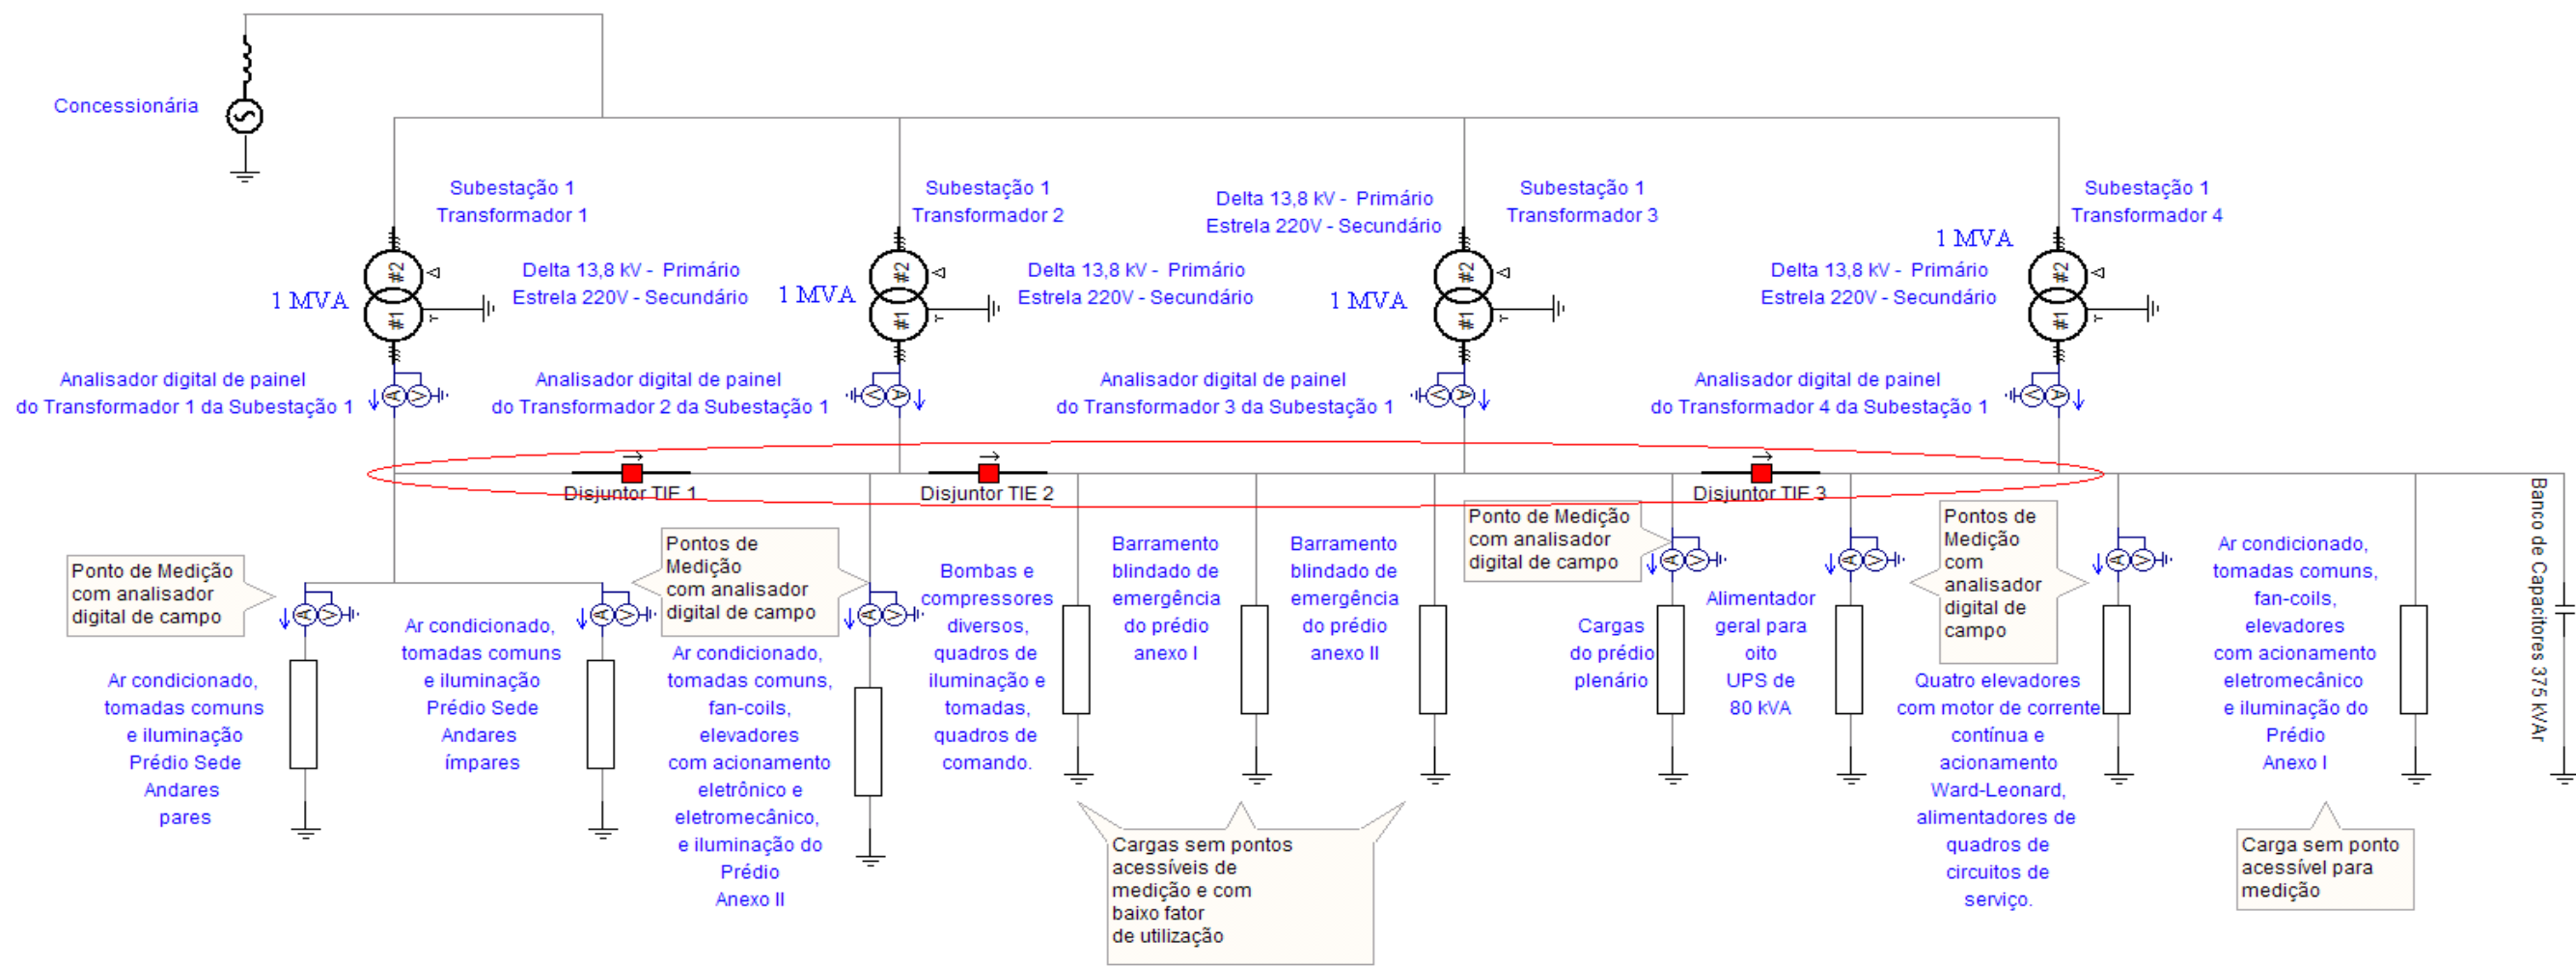 Concessionária
Subestação 1
Transformador 1
Subestação 1
Transformador 2
Delta 13,8 kV - Primário
Estrela 220V - Secundário
Subestação 1
Transformador 3
Subestação 1
Transformador 4
#2
#1
1 MVA
Delta 13,8 kV - Primário
Estrela 220V - Secundário
#2
#1
1 MVA
Delta 13,8 kV - Primário
Estrela 220V - Secundário
#2
#1
1 MVA
1 MVA
Delta 13,8 kV - Primário
Estrela 220V - Secundário
#2
#1
Analisador digital de painel
do Transformador 1 da Subestação 1
A
V
Analisador digital de painel
do Transformador 2 da Subestação 1
V
A
Analisador digital de painel
do Transformador 3 da Subestação 1
V
A
Analisador digital de painel
do Transformador 4 da Subestação 1
V
A
Disjuntor TIE 1
Disjuntor TIE 2
Disjuntor TIE 3
Ponto de Medição
com analisador
digital de campo
A
V
Ar condicionado,
tomadas comuns
e iluminação
Prédio Sede
Andares
pares
A
V
Ar condicionado,
tomadas comuns
e iluminação
Prédio Sede
Andares
ímpares
Pontos de
Medição
com analisador
digital de campo
A
V
Ar condicionado,
tomadas comuns,
fan-coils,
elevadores
com acionamento
eletrônico e
eletromecânico,
e iluminação do
Prédio
Anexo II
Bombas e
compressores
diversos,
quadros de
iluminação e
tomadas,
quadros de
comando.
Barramento
blindado de
emergência
do prédio
anexo I
Barramento
blindado de
emergência
do prédio
anexo II
Cargas sem pontos
acessíveis de
medição e com
baixo fator
de utilização
Ponto de Medição
com analisador
digital de campo
A
V
Cargas
do prédio
plenário
A
V
Alimentador
geral para
oito
UPS de
80 kVA
Pontos de
Medição
com
analisador
digital de
campo
A
V
Quatro elevadores
com motor de corrente
contínua e
acionamento
Ward-Leonard,
alimentadores de
quadros de
circuitos de
serviço.
Ar condicionado,
tomadas comuns,
fan-coils,
elevadores
com acionamento
eletromecânico
e iluminação do
Prédio
Anexo I
Carga sem ponto
acessível para
medição
Banco de Capacitores 375 kVAr